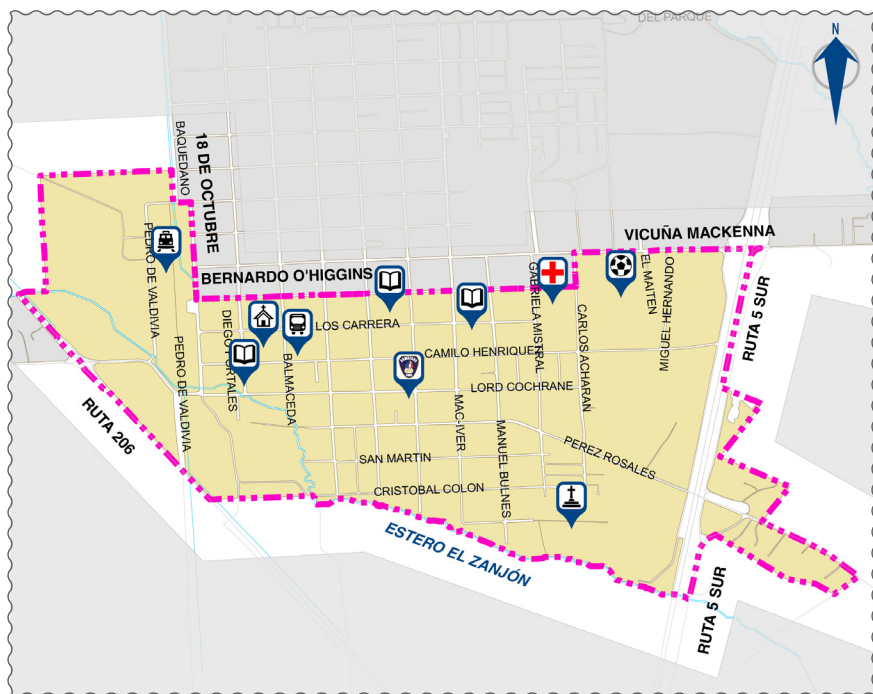 DEL PARQUE
N
BAQUEDANO
18 DE OCTUBRE
VICUÑA MACKENNA
PEDRO DE VALDIVIA
BERNARDO O'HIGGINS
GABRIELA MISTRAL
EL MAITEN
MIGUEL HERNANDO
RUTA 5 SUR
DIEGO PORTALES
LOS CARRERA
CARLOS ACHARAN
BALMACEDA
CAMILO HENRIQUEZ
PEDRO DE VALDIVIA
LORD COCHRANE
RUTA 206
MAC-IVER
MANUEL BULNES
PEREZ ROSALES
SAN MARTIN
CRISTOBAL COLON
ESTERO EL ZANJÓN
RUTA 5 SUR